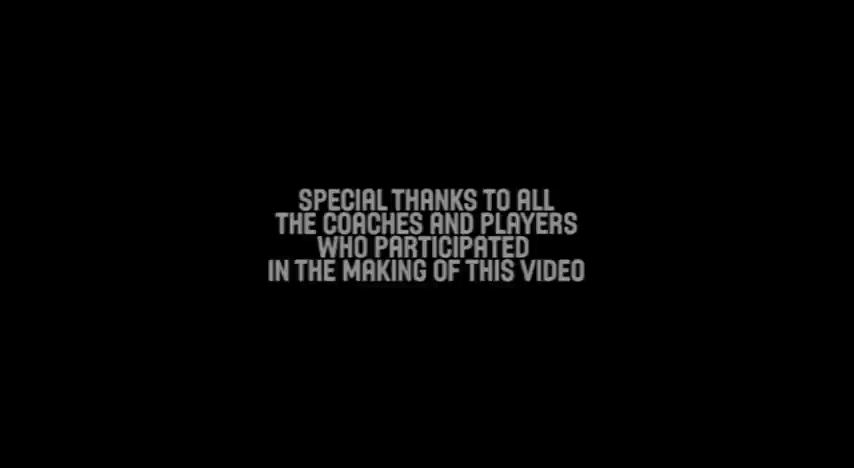 SPECIAL THANKS TO ALL
THE COACHES AND PLAYERS
WHO PARTICIPATED
IN THE MAKING OF THIS VIDEO